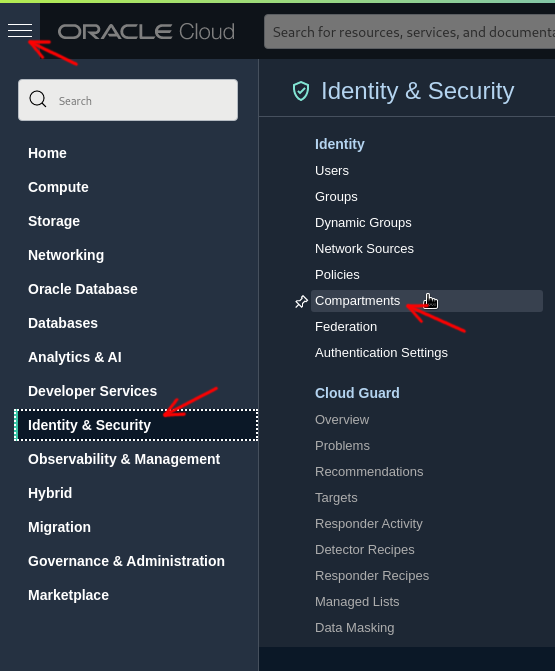 ORACLE Cloud
Search for resources, services, and documenta
Search
Home
Compute
Storage
Networking
Oracle Database
Databases
Analytics & AI
Developer Services
Identity & Security
Observability & Management
Hybrid
Migration
Governance & Administration
Marketplace
Identity & Security
Identity
Users
Groups
Dynamic Groups
Network Sources
Policies
Compartments
Federation
Authentication Settings
Cloud Guard
Overview
Problems
Recommendations
Targets
Responder Activity
Detector Recipes
Responder Recipes
Managed Lists
Data Masking